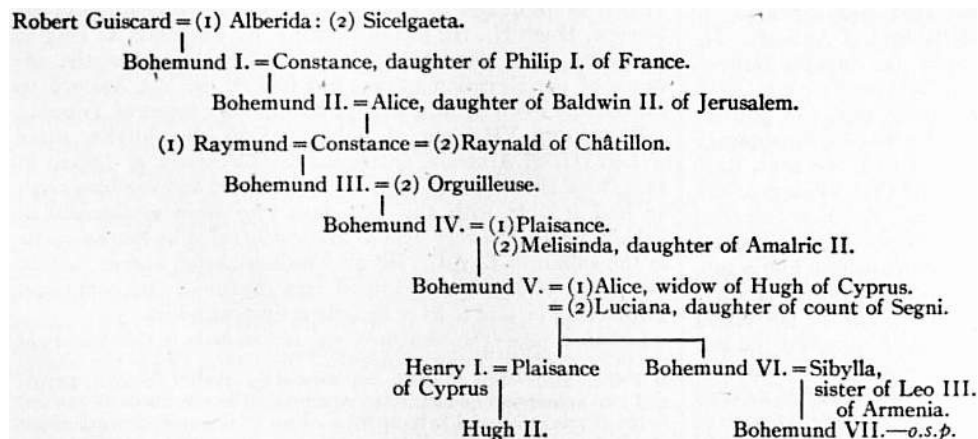 Robert Guiscard = (1) Alberida: (2) Sicelgaeta.
Bohemund I. = Constance, daughter of Philip I. of France.
Bohemund II. = Alice, daughter of Baldwin II. of Jerusalem.
(1) Raymund = Constance = (2) Raynald of Châtillon.
Bohemund III. = (2) Orguilleuse.
Bohemund IV. = (1) Plaisance.
(2) Melisinda, daughter of Amalric II.
Bohemund V. = (1) Alice, widow of Hugh of Cyprus.
= (2) Luciana, daughter of count of Segni.
Henry I. = Plaisance Bohemund VI. = Sibylla,
of Cyprus sister of Leo III.
of Armenia.
Hugh II. Bohemund VII.—o.s.p.